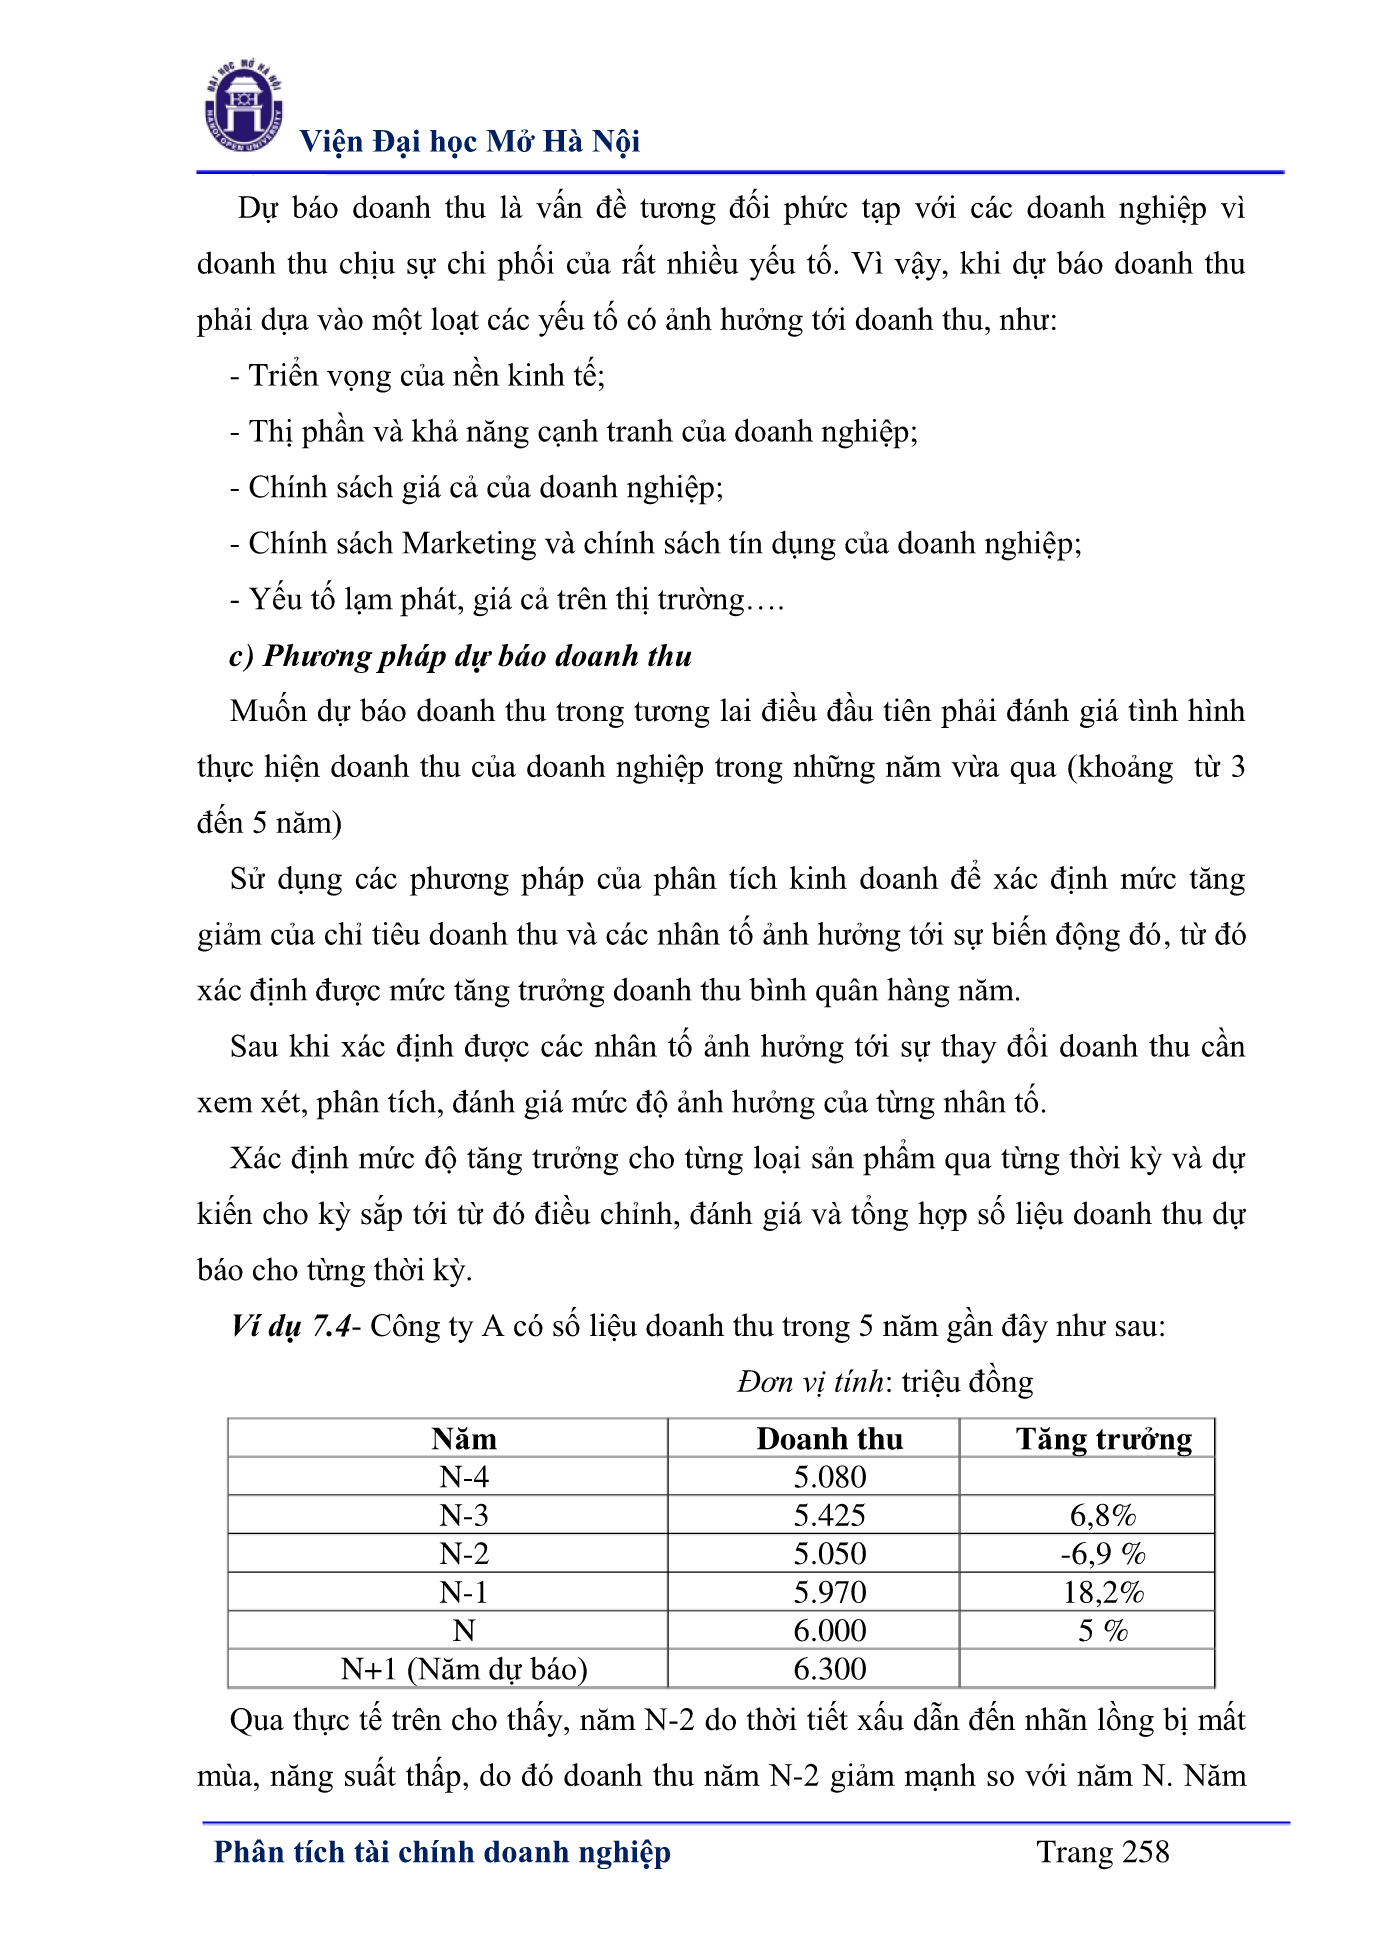 ĐẠI HỌC MỞ HÀ NỘI
HANOI OPEN UNIVERSITY
Viện Đại học Mở Hà Nội
Dự báo doanh thu là vấn đề tương đối phức tạp với các doanh nghiệp vì
doanh thu chịu sự chi phối của rất nhiều yếu tố. Vì vậy, khi dự báo doanh thu
phải dựa vào một loạt các yếu tố có ảnh hưởng tới doanh thu, như:
- Triển vọng của nền kinh tế;
- Thị phần và khả năng cạnh tranh của doanh nghiệp;
- Chính sách giá cả của doanh nghiệp;
- Chính sách Marketing và chính sách tín dụng của doanh nghiệp;
- Yếu tố lạm phát, giá cả trên thị trường….
c) Phương pháp dự báo doanh thu
Muốn dự báo doanh thu trong tương lai điều đầu tiên phải đánh giá tình hình
thực hiện doanh thu của doanh nghiệp trong những năm vừa qua (khoảng từ 3
đến 5 năm)
Sử dụng các phương pháp của phân tích kinh doanh để xác định mức tăng
giảm của chỉ tiêu doanh thu và các nhân tố ảnh hưởng tới sự biến động đó, từ đó
xác định được mức tăng trưởng doanh thu bình quân hàng năm.
Sau khi xác định được các nhân tố ảnh hưởng tới sự thay đổi doanh thu cần
xem xét, phân tích, đánh giá mức độ ảnh hưởng của từng nhân tố.
Xác định mức độ tăng trưởng cho từng loại sản phẩm qua từng thời kỳ và dự
kiến cho kỳ sắp tới từ đó điều chỉnh, đánh giá và tổng hợp số liệu doanh thu dự
báo cho từng thời kỳ.
Ví dụ 7.4- Công ty A có số liệu doanh thu trong 5 năm gần đây như sau:
Đơn vị tính: triệu đồng
Năm Doanh thu Tăng trưởng
N-4 5.080
N-3 5.425 6,8%
N-2 5.050 -6,9 %
N-1 5.970 18,2%
N 6.000 5 %
N+1 (Năm dự báo) 6.300
Qua thực tế trên cho thấy, năm N-2 do thời tiết xấu dẫn đến nhãn lồng bị mất
mùa, năng suất thấp, do đó doanh thu năm N-2 giảm mạnh so với năm N. Năm
Phân tích tài chính doanh nghiệp Trang 258